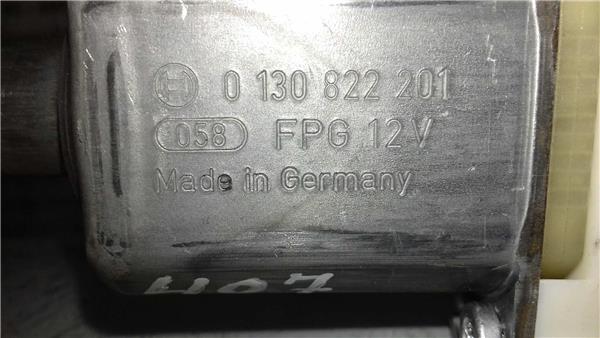 0 130 822 201
058 FPG 12V
Made in Germany